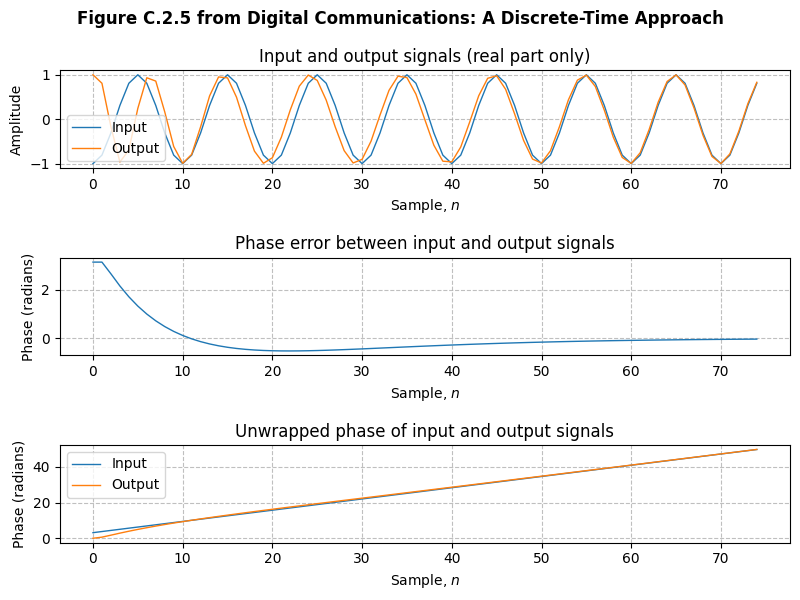 Figure C.2.5 from Digital Communications: A Discrete-Time Approach
Input and output signals (real part only)
Amplitude
1
0
−1
Input
Output
0 10 20 30 40 50 60 70
Sample, n
Phase error between input and output signals
Phase (radians)
2
0
0 10 20 30 40 50 60 70
Sample, n
Unwrapped phase of input and output signals
Phase (radians)
40
20
0
Input
Output
0 10 20 30 40 50 60 70
Sample, n